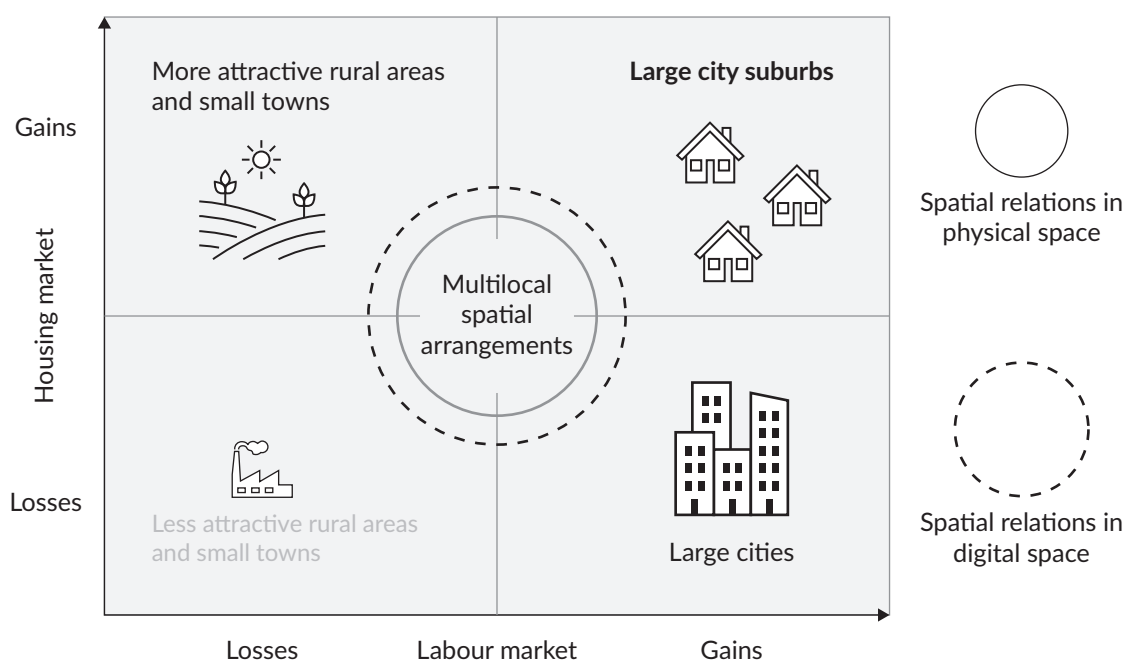 More attractive rural areas
and small towns
Large city suburbs
Gains
Spatial relations in
physical space
Housing market
Multilocal
spatial
arrangements
Losses
Less attractive rural areas
and small towns
Large cities
Spatial relations in
digital space
Losses
Labour market
Gains